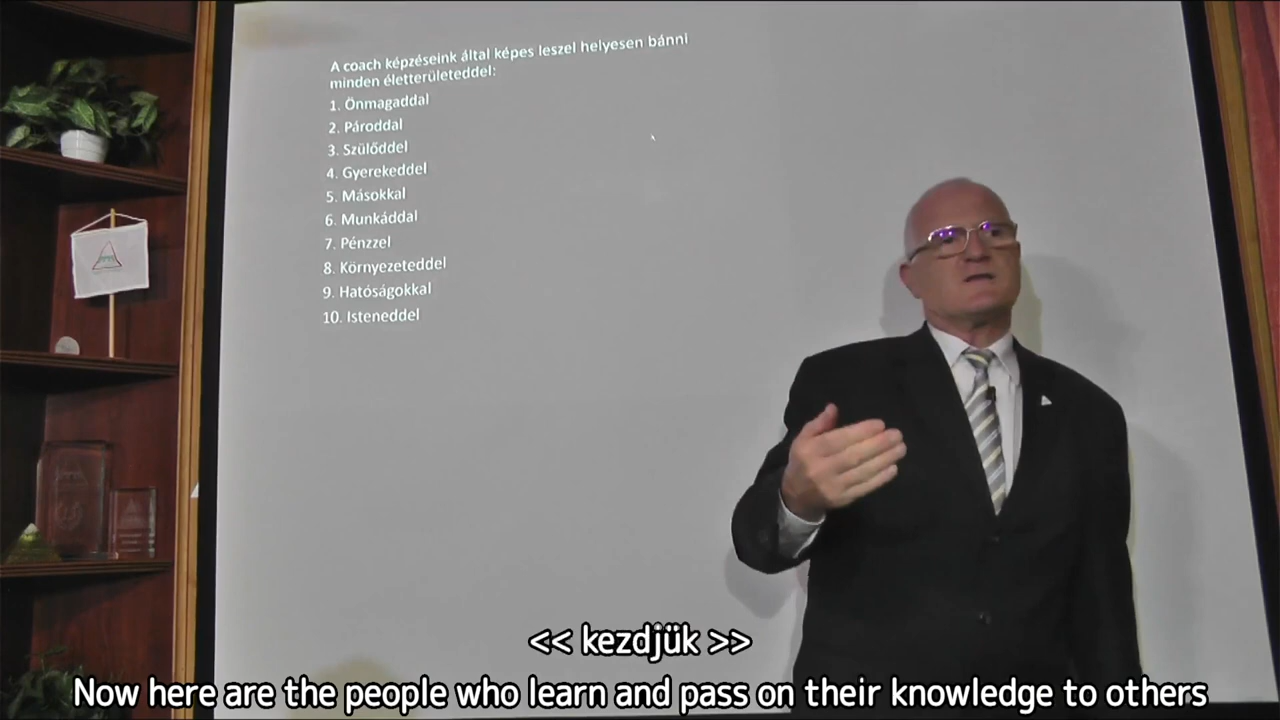 A coach képzéseink által képes leszel helyesen bánni
minden életterületeddel:
1. Önmagaddal
2. Pároddal
3. Szülőddel
4. Gyerekeddel
5. Másokkal
6. Munkáddal
7. Pénzzel
8. Környezeteddel
9. Hatóságokkal
10. Isteneddel
<< kezdjük >>
Now here are the people who learn and pass on their knowledge to others